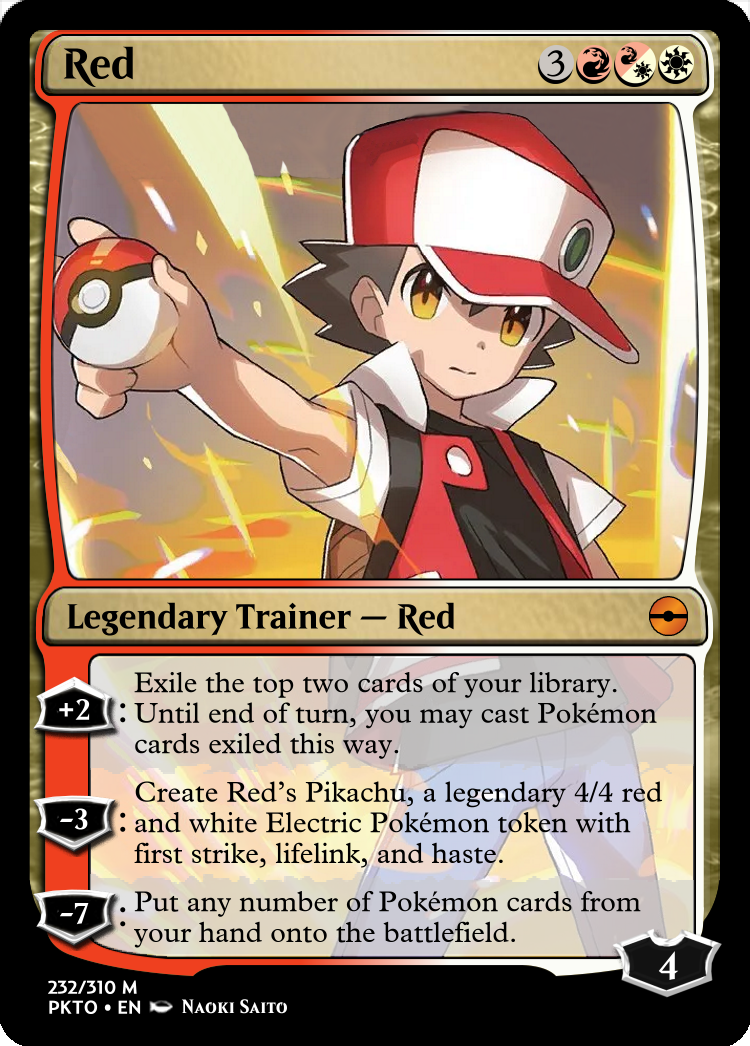 Red 3
Legendary Trainer — Red
+2 : Exile the top two cards of your library.
Until end of turn, you may cast Pokémon
cards exiled this way.
−3 : Create Red's Pikachu, a legendary 4/4 red
and white Electric Pokémon token with
first strike, lifelink, and haste.
−7 : Put any number of Pokémon cards from
your hand onto the battlefield.
4
232/310 M
PKTO • EN Naoki Saito